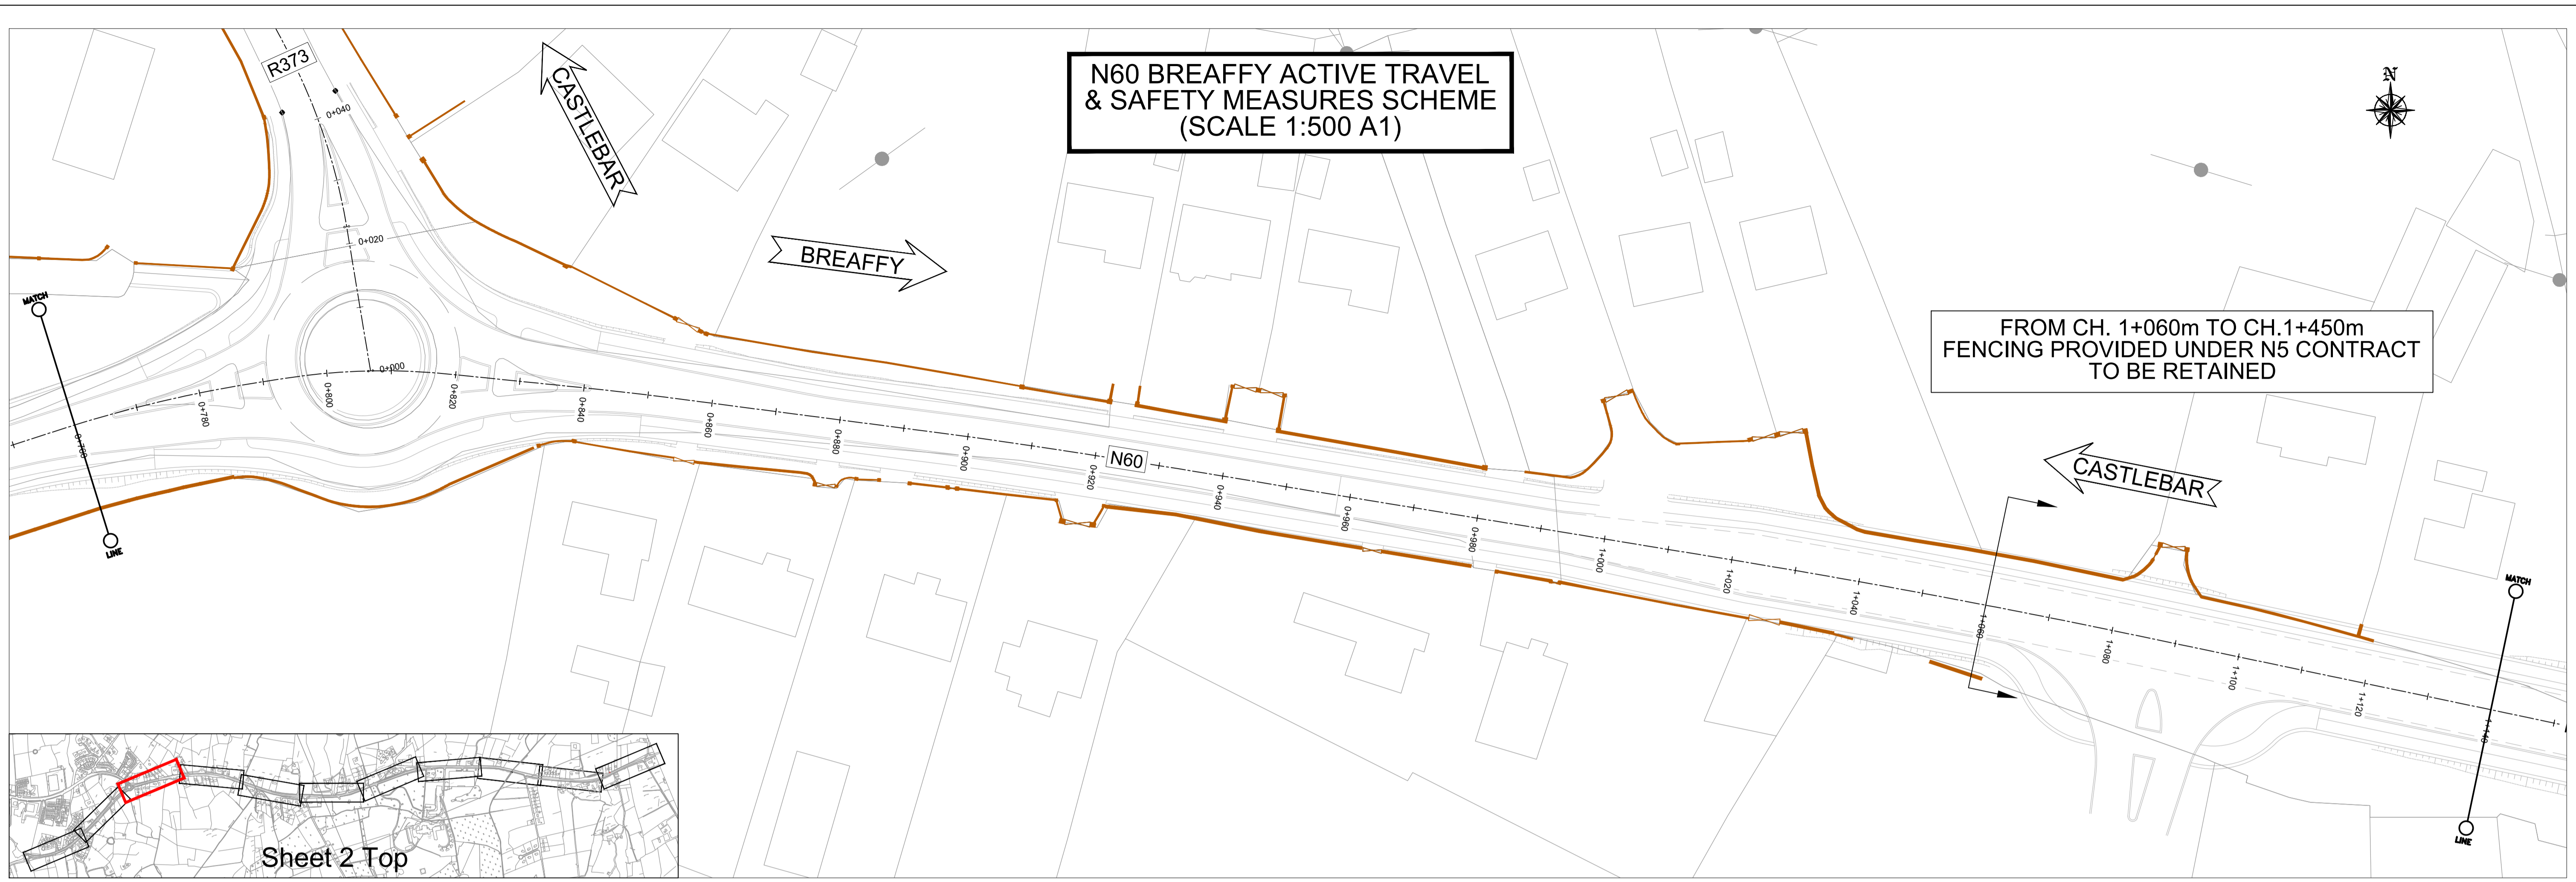 R373
0+040
CASTLEBAR
N60 BREAFFY ACTIVE TRAVEL
& SAFETY MEASURES SCHEME
(SCALE 1:500 A1)
N
0+020
BREAFFY
MATCH
0+000
FROM CH. 1+060m TO CH.1+450m
FENCING PROVIDED UNDER N5 CONTRACT
TO BE RETAINED
0+760
0+780
0+800
0+820
0+840
0+860
0+880
0+900
0+920
N60
0+940
0+960
0+980
1+000
1+020
1+040
1+060
1+080
1+100
1+120
1+140
CASTLEBAR
LINE
MATCH
LINE
Sheet 2 Top